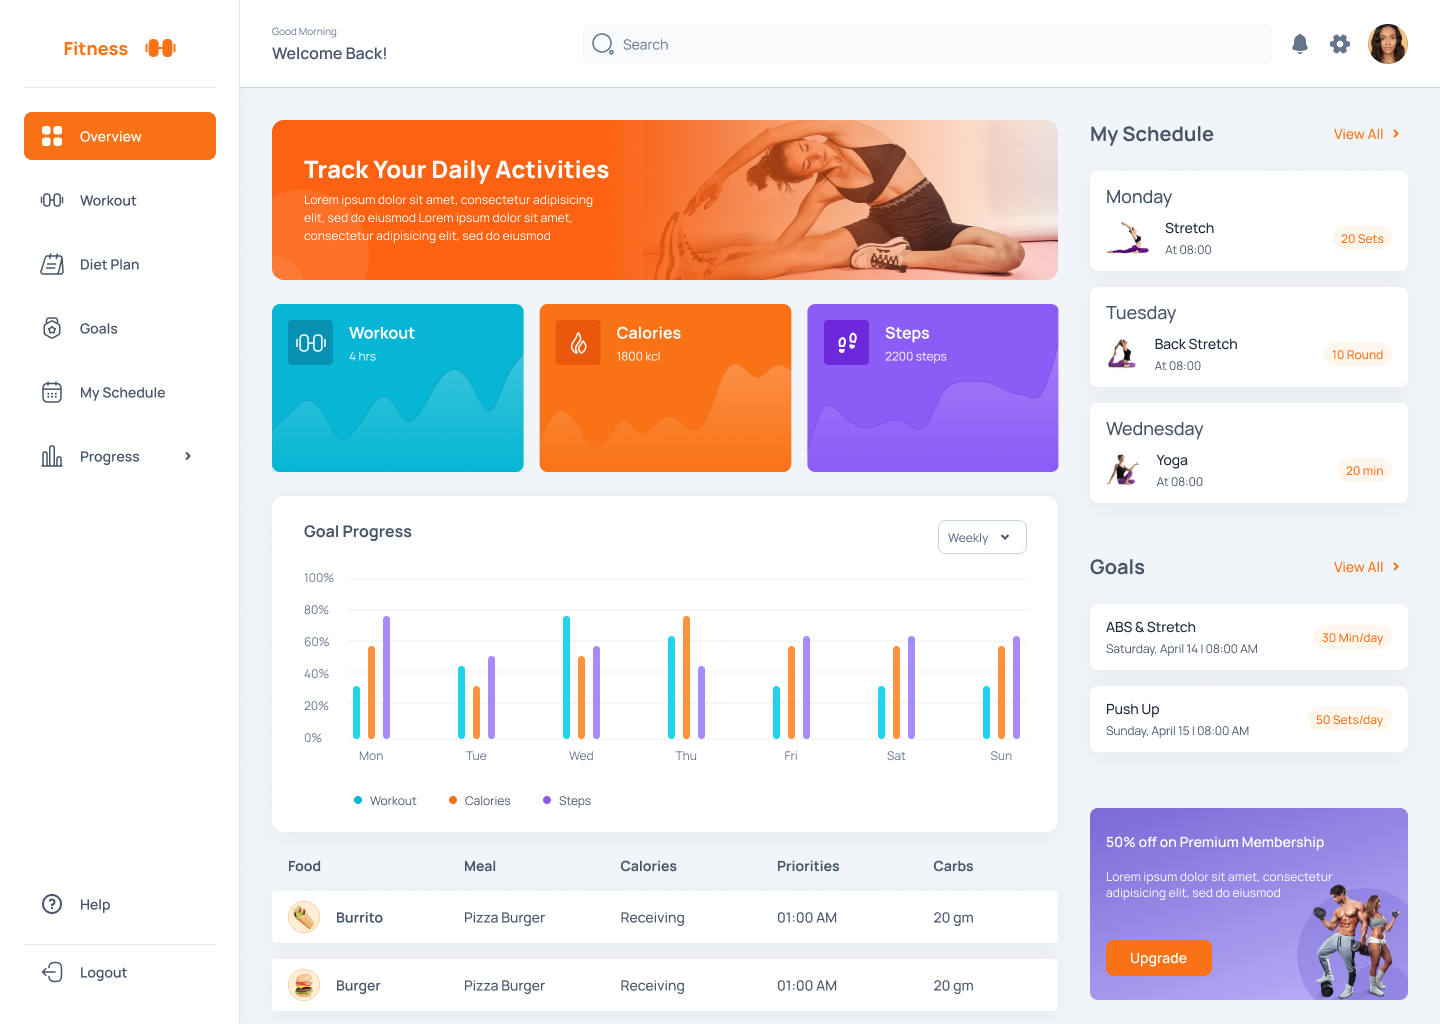 Fitness
Overview
Workout
Diet Plan
Goals
My Schedule
Progress
Help
Logout
Good Morning
Welcome Back!
Search
Track Your Daily Activities
Lorem ipsum dolor sit amet, consectetur adipisicing
elit, sed do eiusmod Lorem ipsum dolor sit amet,
consectetur adipisicing elit, sed do eiusmod
Workout
4 hrs
Calories
1800 kcl
Steps
2200 steps
Goal Progress
Weekly
100%
80%
60%
40%
20%
0%
Mon Tue Wed Thu Fri Sat Sun
Workout Calories Steps
Food Meal Calories Priorities Carbs
Burrito Pizza Burger Receiving 01:00 AM 20 gm
Burger Pizza Burger Receiving 01:00 AM 20 gm
My Schedule
View All
Monday
Stretch
At 08:00
20 Sets
Tuesday
Back Stretch
At 08:00
10 Round
Wednesday
Yoga
At 08:00
20 min
Goals
View All
ABS & Stretch
Saturday, April 14 | 08:00 AM
30 Min/day
Push Up
Sunday, April 15 | 08:00 AM
50 Sets/day
50% off on Premium Membership
Lorem ipsum dolor sit amet, consectetur
adipisicing elit, sed do eiusmod
Upgrade